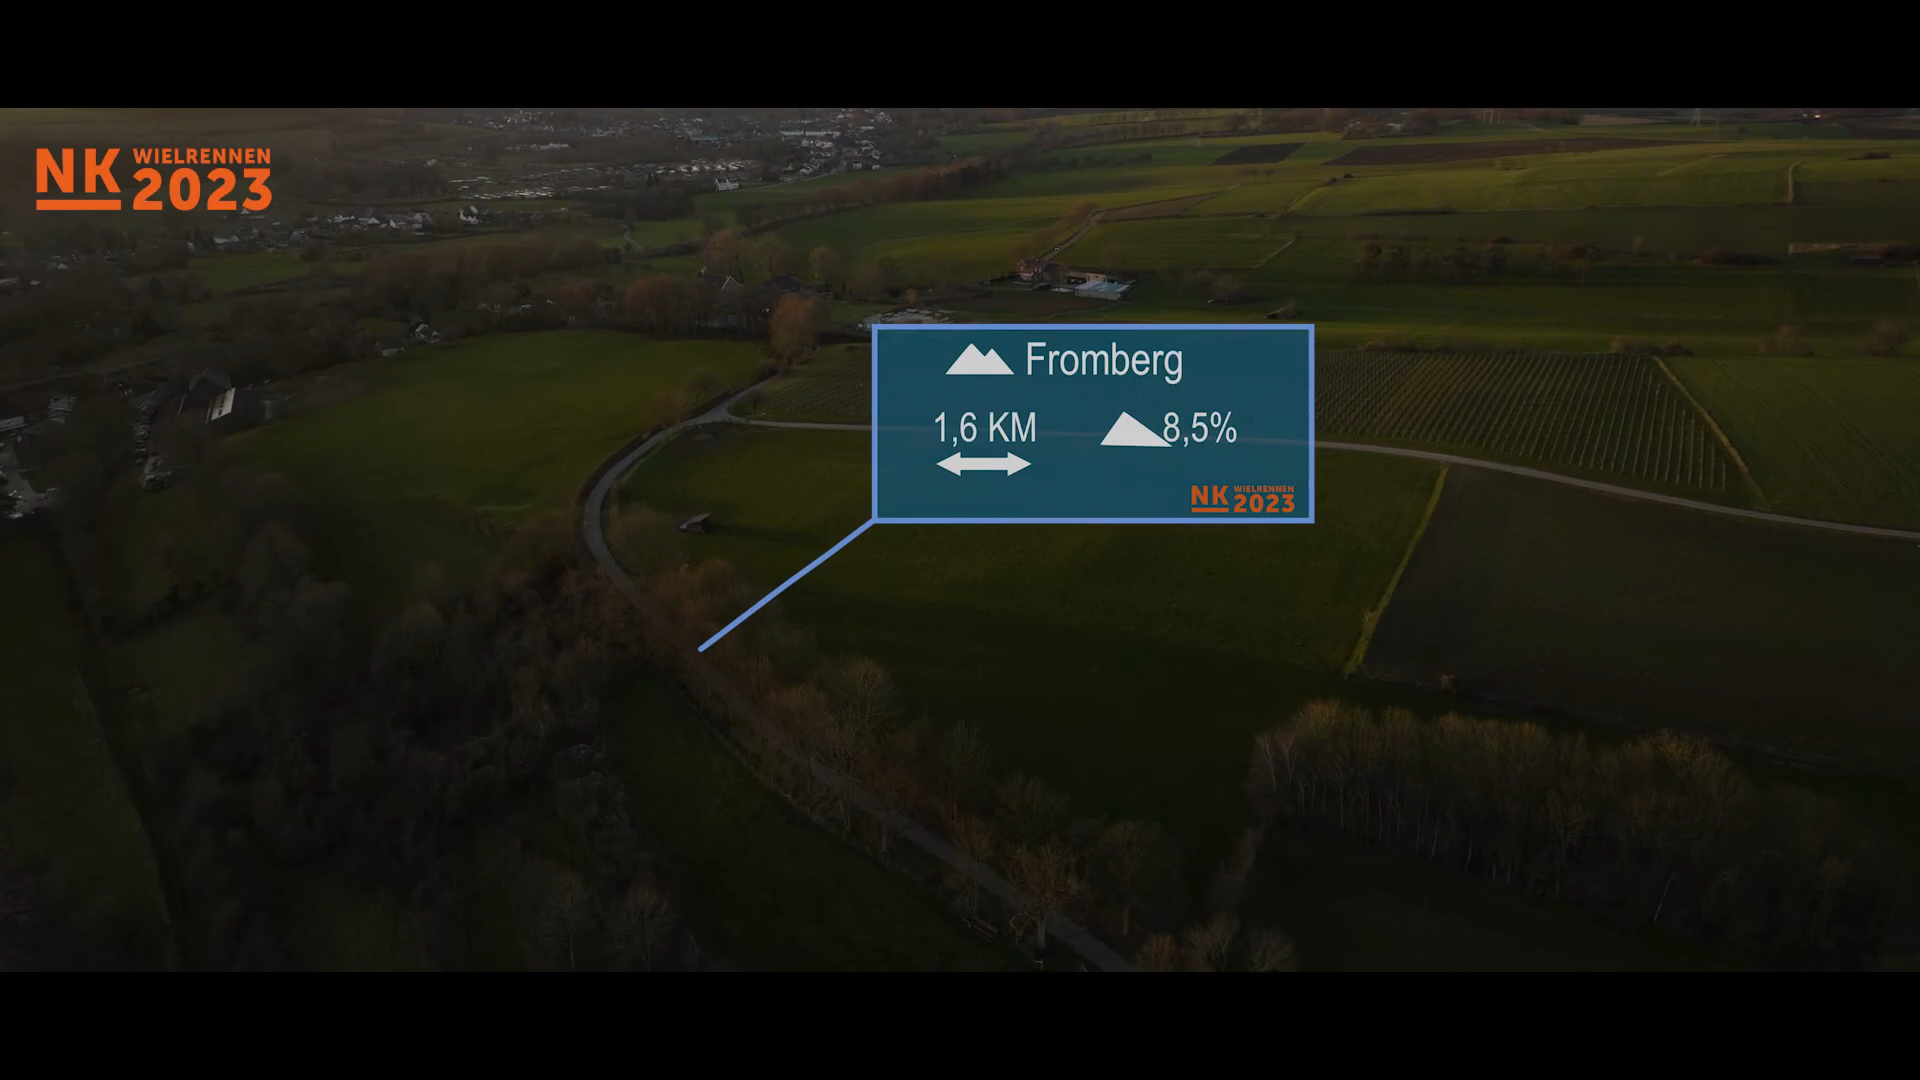 NK WIELRENNEN
2023
Fromberg
1,6 KM
8,5%
NK WIELRENNEN
2023